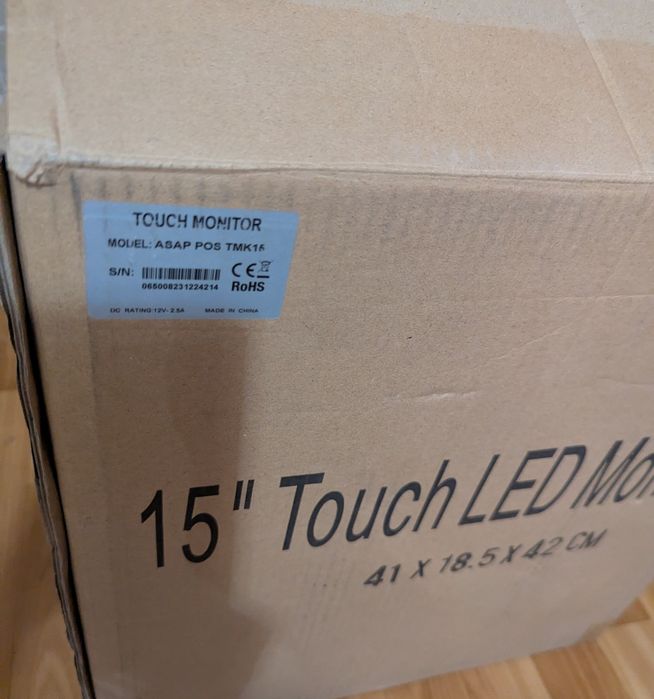 TOUCH MONITOR
MODEL: ASAP POS TMK15
S/N:
065008231224214
CE
RoHS
DC RATING:12V- 2.5A MADE IN CHINA
15" Touch LED Mon
41 X 18.5 X 42 CM